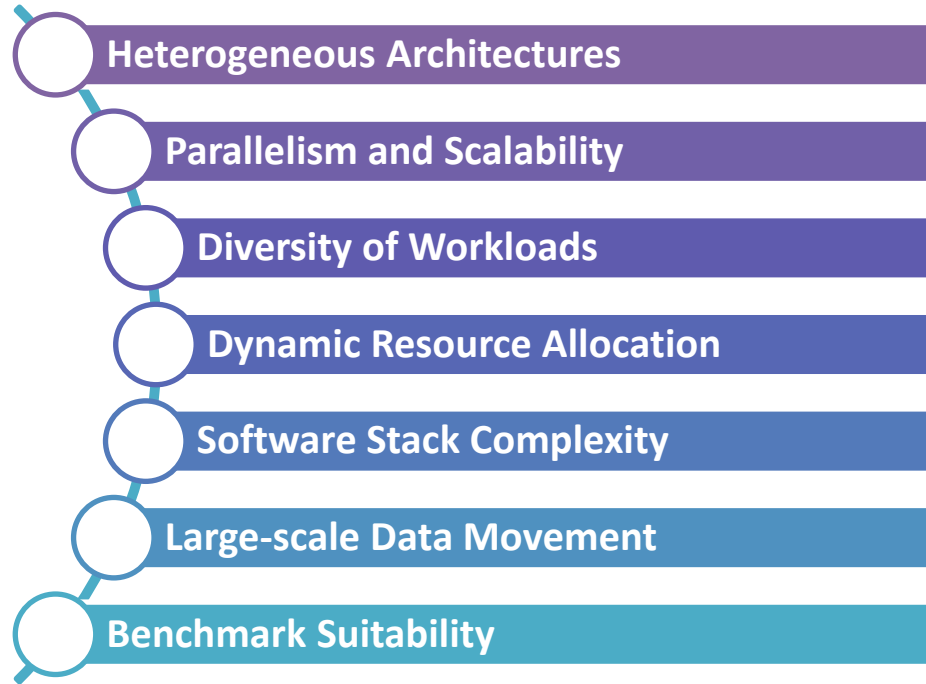 Heterogeneous Architectures
Parallelism and Scalability
Diversity of Workloads
Dynamic Resource Allocation
Software Stack Complexity
Large-scale Data Movement
Benchmark Suitability